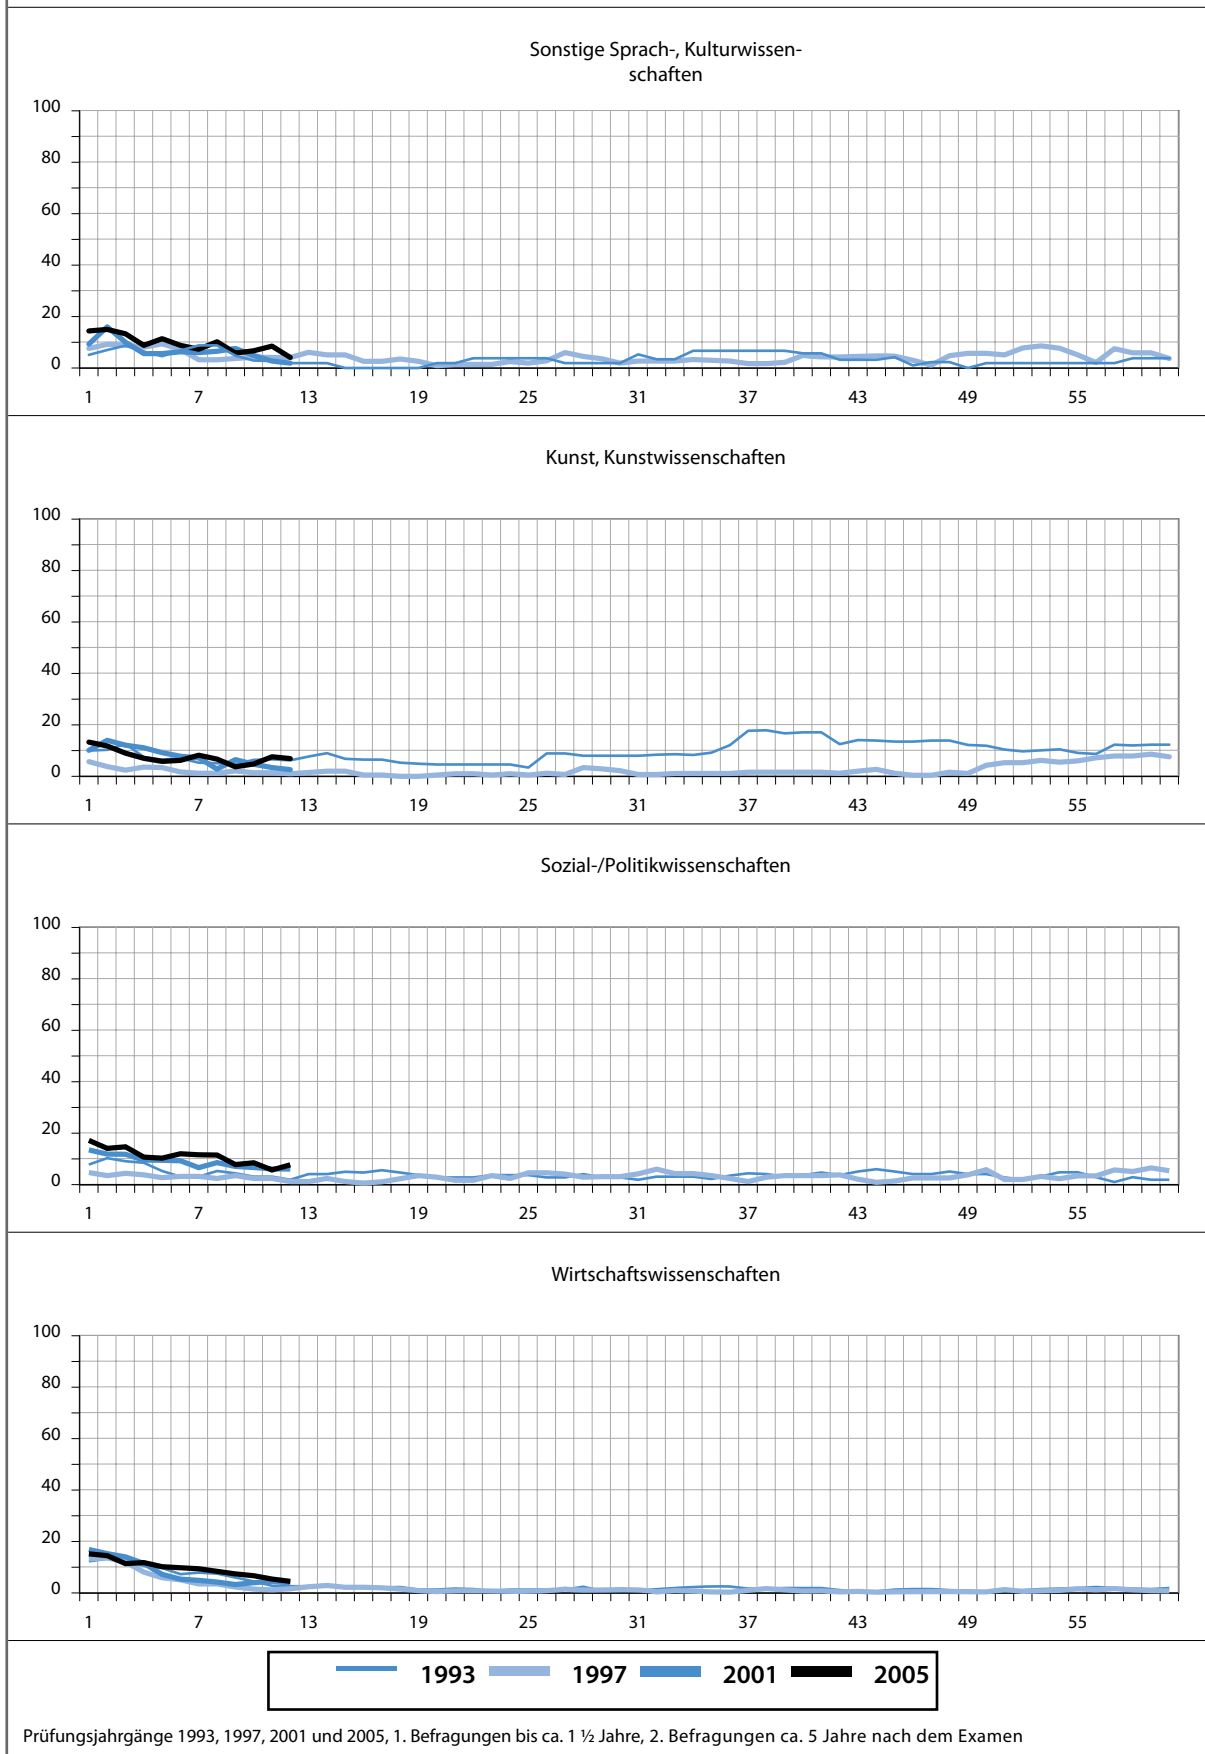 Sonstige Sprach-, Kulturwissen-
schaften
100
80
60
40
20
0
1 7 13 19 25 31 37 43 49 55
Kunst, Kunstwissenschaften
100
80
60
40
20
0
1 7 13 19 25 31 37 43 49 55
Sozial-/Politikwissenschaften
100
80
60
40
20
0
1 7 13 19 25 31 37 43 49 55
Wirtschaftswissenschaften
100
80
60
40
20
0
1 7 13 19 25 31 37 43 49 55
1993 1997 2001 2005
Prüfungsjahrgänge 1993, 1997, 2001 und 2005, 1. Befragungen bis ca. 1 ½ Jahre, 2. Befragungen ca. 5 Jahre nach dem Examen